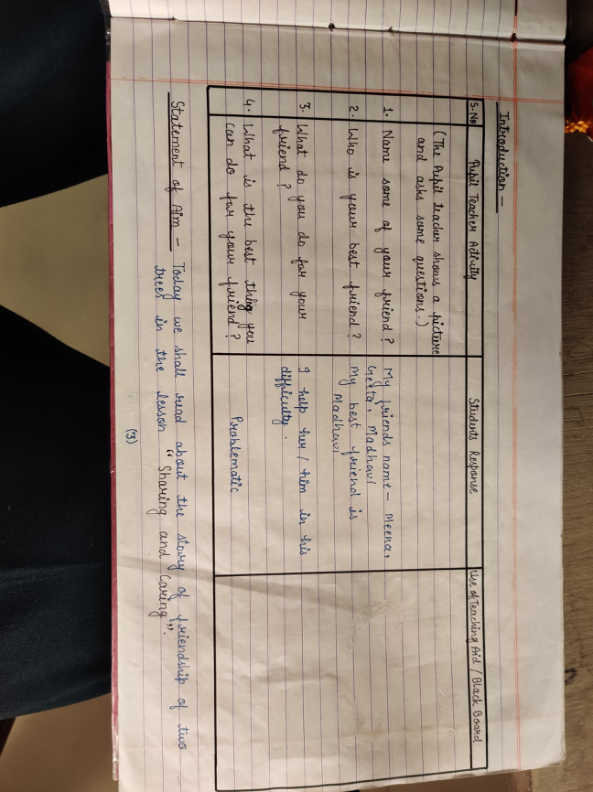 Introduction —
S.No Pupil Teacher Activity Students Response Use of Teaching Aid / Black Board
(The Pupil teacher shows a picture
and asks some questions.)
1. Name some of your friend? My friends name - Meena,
Geeta, Madhavi
2. Who is your best friend? My best friend is
Madhavi
3. What do you do for your I help her/him in his
friend? difficulty.
4. What is the best thing you Problematic
can do for your friend?
Statement of Aim - Today we shall read about the story of friendship of two
trees in the lesson "Sharing and Caring".
(3)